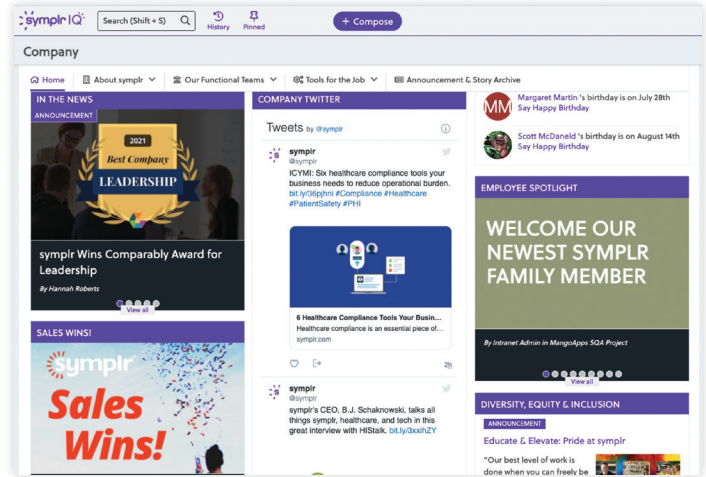 symplr IQ
Search (Shift + S)
History
Pinned
+ Compose
Company
Home
About symplr
Our Functional Teams
Tools for the Job
Announcement & Story Archive
IN THE NEWS
ANNOUNCEMENT
2021
Best Company
LEADERSHIP
symplr Wins Comparably Award for
Leadership
By Hannah Roberts
View all
SALES WINS!
symplr
Sales
Wins!
COMPANY TWITTER
Tweets by @symplr
symplr
@symplr
ICYMI: Six healthcare compliance tools your
business needs to reduce operational burden.
bit.ly/36pjhni #Compliance #Healthcare
#PatientSafety #PHI
6 Healthcare Compliance Tools Your Busin...
Healthcare compliance is an essential piece of...
symplr.com
2h
symplr
@symplr
symplr's CEO, B.J. Schaknowski, talks all
things symplr, healthcare, and tech in this
great interview with HIStalk. bit.ly/3xxihZY
MM
Margaret Martin 's birthday is on July 28th
Say Happy Birthday
Scott McDaneld 's birthday is on August 14th
Say Happy Birthday
EMPLOYEE SPOTLIGHT
WELCOME OUR
NEWEST SYMPLR
FAMILY MEMBER
By Intranet Admin in MangoApps SQA Project
View all
DIVERSITY, EQUITY & INCLUSION
ANNOUNCEMENT
Educate & Elevate: Pride at symplr
"Our best level of work is
done when you can freely be